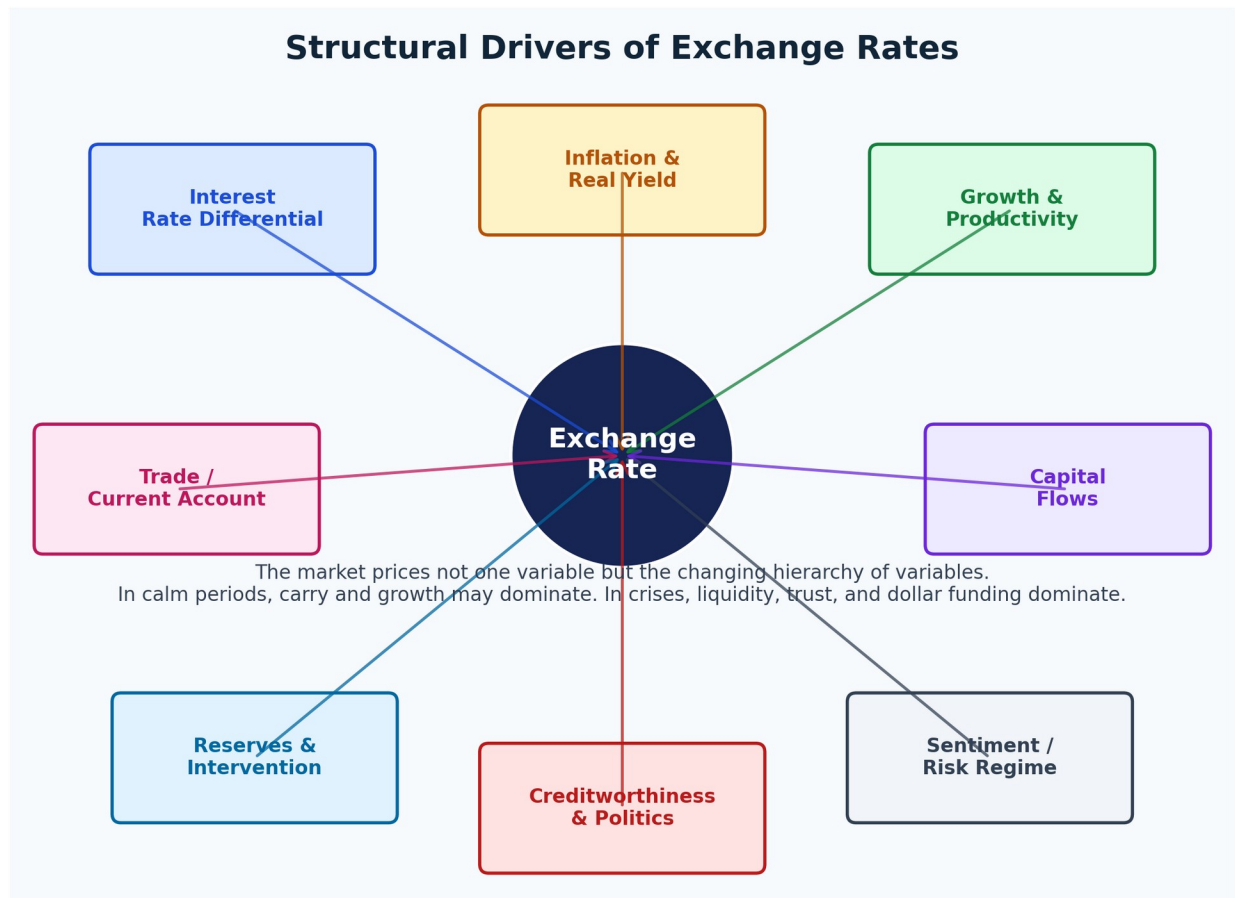 Structural Drivers of Exchange Rates
Inflation &
Real Yield
Interest
Rate Differential
Growth &
Productivity
Exchange
Rate
Trade /
Current Account
Capital
Flows
The market prices not one variable but the changing hierarchy of variables.
In calm periods, carry and growth may dominate. In crises, liquidity, trust, and dollar funding dominate.
Reserves &
Intervention
Creditworthiness
& Politics
Sentiment /
Risk Regime